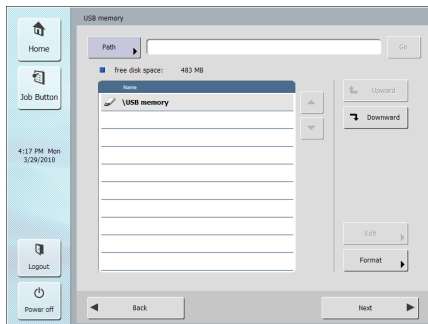 USB memory
Home
Job Button
4:17 PM Mon
3/29/2010
Logout
Power off
Path
Go
free disk space: 483 MB
Name
\USB memory
Upward
Downward
Edit
Format
Back
Next